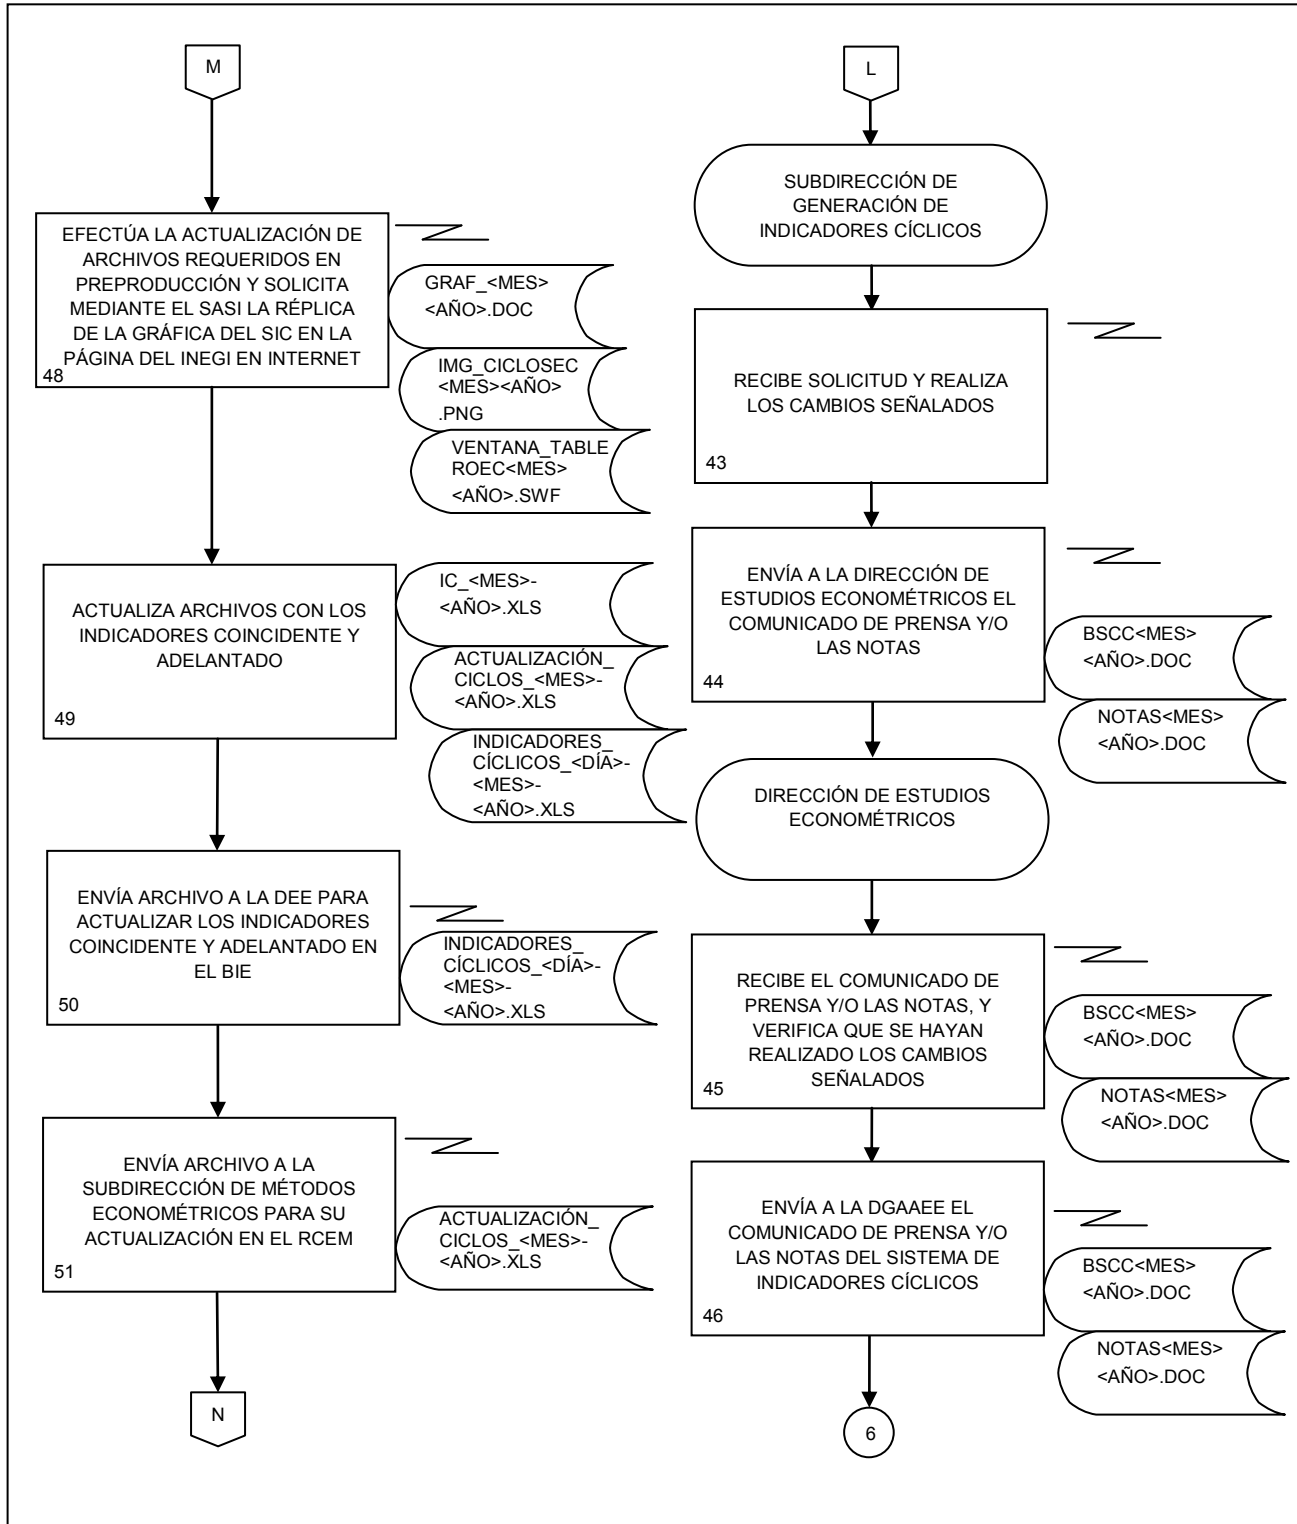 M
EFECTÚA LA ACTUALIZACIÓN DE
ARCHIVOS REQUERIDOS EN
PREPRODUCCIÓN Y SOLICITA
MEDIANTE EL SASI LA RÉPLICA
DE LA GRÁFICA DEL SIC EN LA
PÁGINA DEL INEGI EN INTERNET
48
GRAF_<MES>
<AÑO>.DOC
IMG_CICLOSEC
<MES><AÑO>
.PNG
VENTANA_TABLE
ROEC<MES>
<AÑO>.SWF
ACTUALIZA ARCHIVOS CON LOS
INDICADORES COINCIDENTE Y
ADELANTADO
49
IC_<MES>-
<AÑO>.XLS
ACTUALIZACIÓN_
CICLOS_<MES>-
<AÑO>.XLS
INDICADORES_
CÍCLICOS_<DÍA>-
<MES>-
<AÑO>.XLS
ENVÍA ARCHIVO A LA DEE PARA
ACTUALIZAR LOS INDICADORES
COINCIDENTE Y ADELANTADO EN
EL BIE
50
INDICADORES_
CÍCLICOS_<DÍA>-
<MES>-
<AÑO>.XLS
ENVÍA ARCHIVO A LA
SUBDIRECCIÓN DE MÉTODOS
ECONOMÉTRICOS PARA SU
ACTUALIZACIÓN EN EL RCEM
51
ACTUALIZACIÓN_
CICLOS_<MES>-
<AÑO>.XLS
N
L
SUBDIRECCIÓN DE
GENERACIÓN DE
INDICADORES CÍCLICOS
RECIBE SOLICITUD Y REALIZA
LOS CAMBIOS SEÑALADOS
43
ENVÍA A LA DIRECCIÓN DE
ESTUDIOS ECONOMÉTRICOS EL
COMUNICADO DE PRENSA Y/O
LAS NOTAS
44
BSCC<MES>
<AÑO>.DOC
NOTAS<MES>
<AÑO>.DOC
DIRECCIÓN DE ESTUDIOS
ECONOMÉTRICOS
RECIBE EL COMUNICADO DE
PRENSA Y/O LAS NOTAS, Y
VERIFICA QUE SE HAYAN
REALIZADO LOS CAMBIOS
SEÑALADOS
45
BSCC<MES>
<AÑO>.DOC
NOTAS<MES>
<AÑO>.DOC
ENVÍA A LA DGAAEE EL
COMUNICADO DE PRENSA Y/O
LAS NOTAS DEL SISTEMA DE
INDICADORES CÍCLICOS
46
BSCC<MES>
<AÑO>.DOC
NOTAS<MES>
<AÑO>.DOC
6